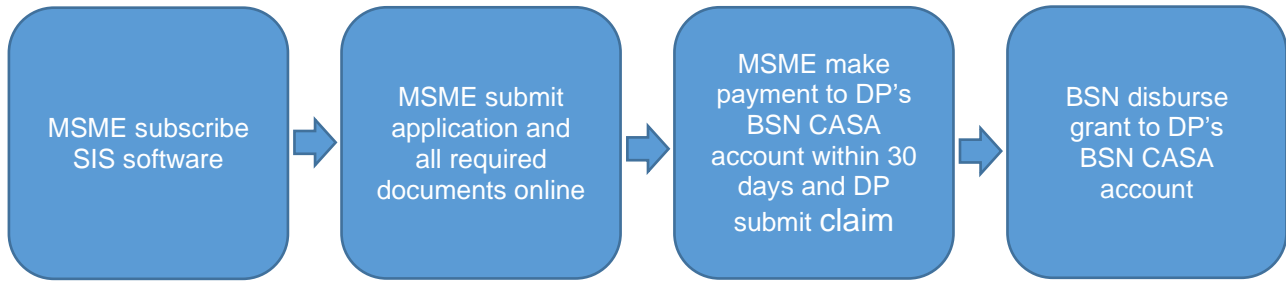 MSME subscribe
SIS software
MSME submit
application and
all required
documents online
MSME make
payment to DP's
BSN CASA
account within 30
days and DP
submit claim
BSN disburse
grant to DP's
BSN CASA
account